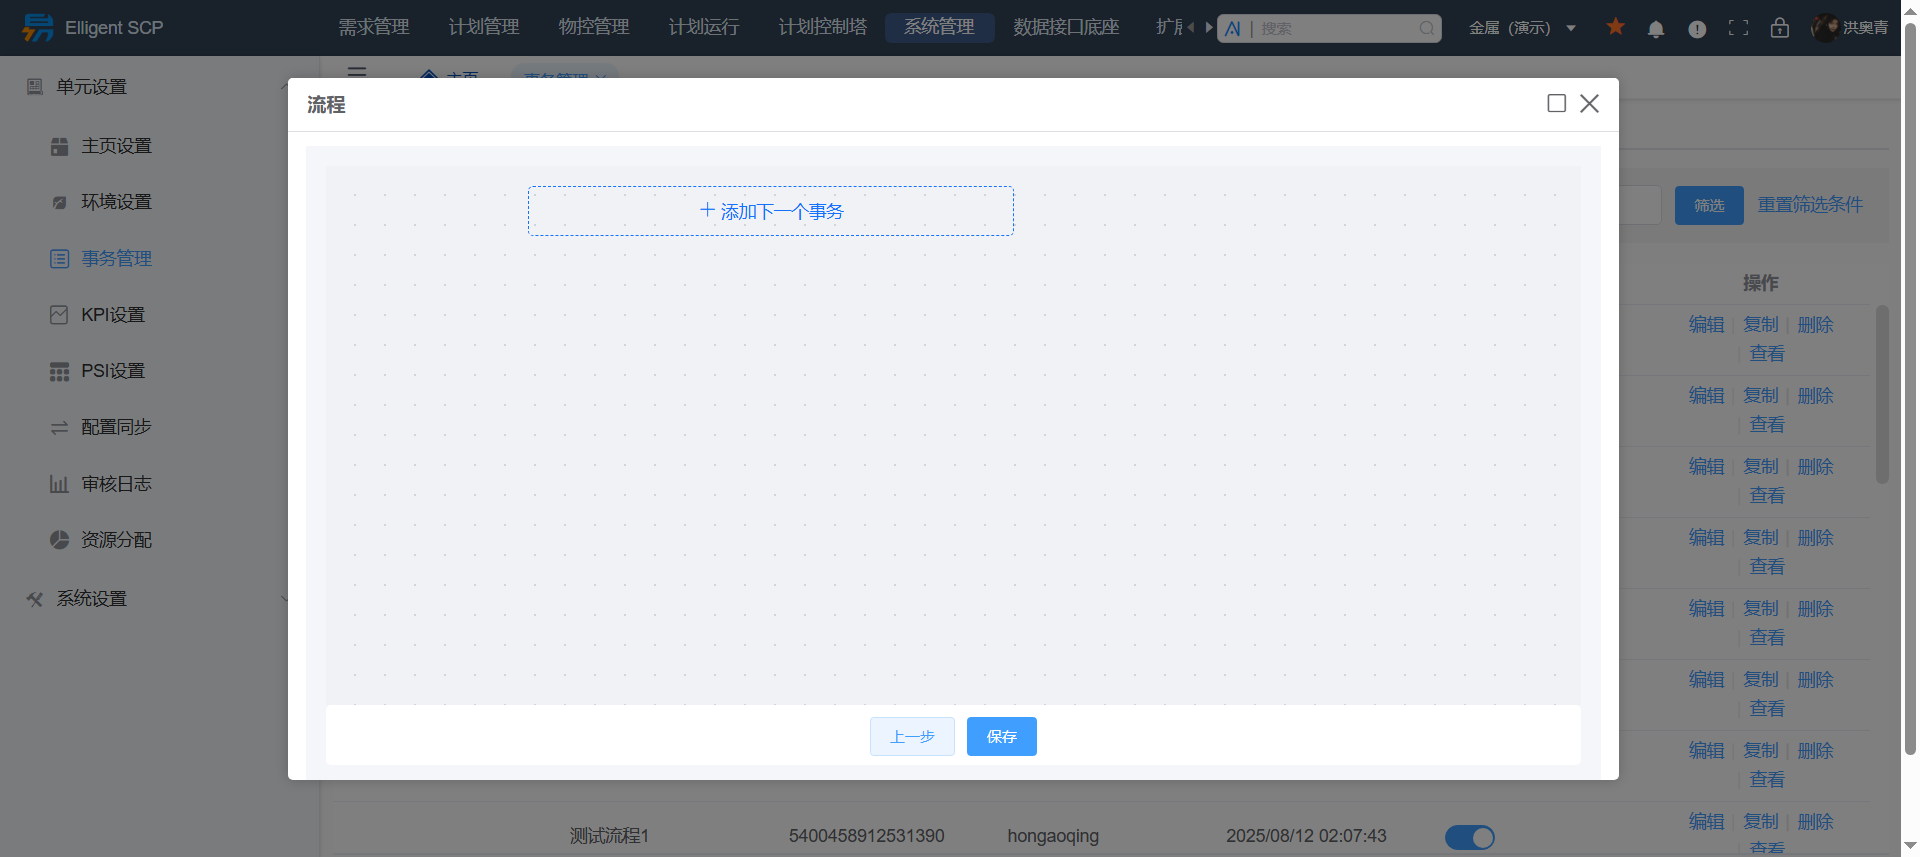 Elligent SCP
需求管理
计划管理
物控管理
计划运行
计划控制塔
系统管理
数据接口底座
AI
搜索
金属（演示）
洪奥青
单元设置
主页设置
环境设置
事务管理
KPI设置
PSI设置
配置同步
审核日志
资源分配
系统设置
流程
添加下一个事务
上一步
保存
筛选
重置筛选条件
操作
编辑 复制 删除
查看
编辑 复制 删除
查看
编辑 复制 删除
查看
编辑 复制 删除
查看
编辑 复制 删除
查看
编辑 复制 删除
查看
编辑 复制 删除
查看
测试流程1 5400458912531390 hongaoqing 2025/08/12 02:07:43 编辑 复制 删除
查看